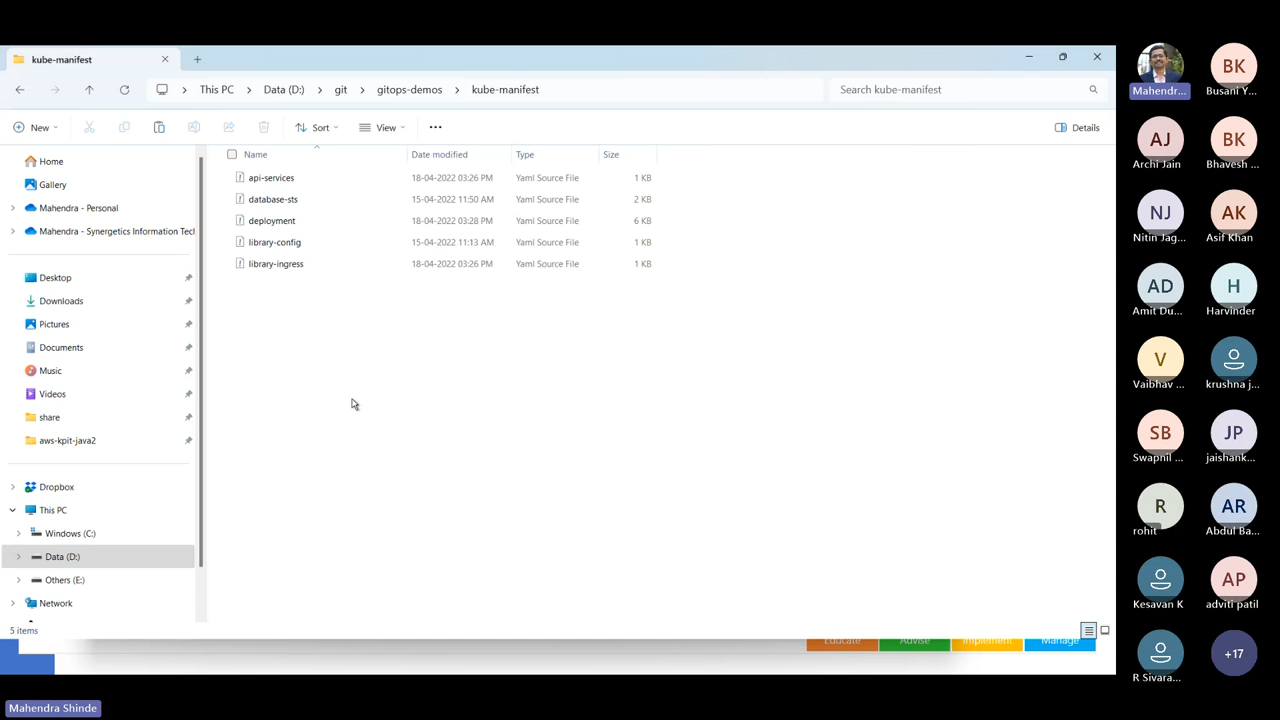 kube-manifest
This PC > Data (D:) > git > gitops-demos > kube-manifest
Search kube-manifest
New
Sort
View
Details
Name Date modified Type Size
api-services 18-04-2022 03:26 PM Yaml Source File 1 KB
database-sts 15-04-2022 11:50 AM Yaml Source File 2 KB
deployment 18-04-2022 03:28 PM Yaml Source File 6 KB
library-config 15-04-2022 11:13 AM Yaml Source File 1 KB
library-ingress 18-04-2022 03:26 PM Yaml Source File 1 KB
Home
Gallery
Mahendra - Personal
Mahendra - Synergetics Information Tecl
Desktop
Downloads
Pictures
Documents
Music
Videos
share
aws-kpit-java2
Dropbox
This PC
Windows (C:)
Data (D:)
Others (E:)
Network
5 items
Educate Advise Implement Manage
Mahendra Shinde
Mahendr...
BK
Busani Y...
AJ
Archi Jain
BK
Bhavesh ...
NJ
Nitin Jag...
AK
Asif Khan
AD
Amit Du...
H
Harvinder
V
Vaibhav ...
krushna j...
SB
Swapnil ...
JP
jaishank...
R
rohit
AR
Abdul Ba...
Kesavan K
AP
adviti patil
R Sivara...
+17